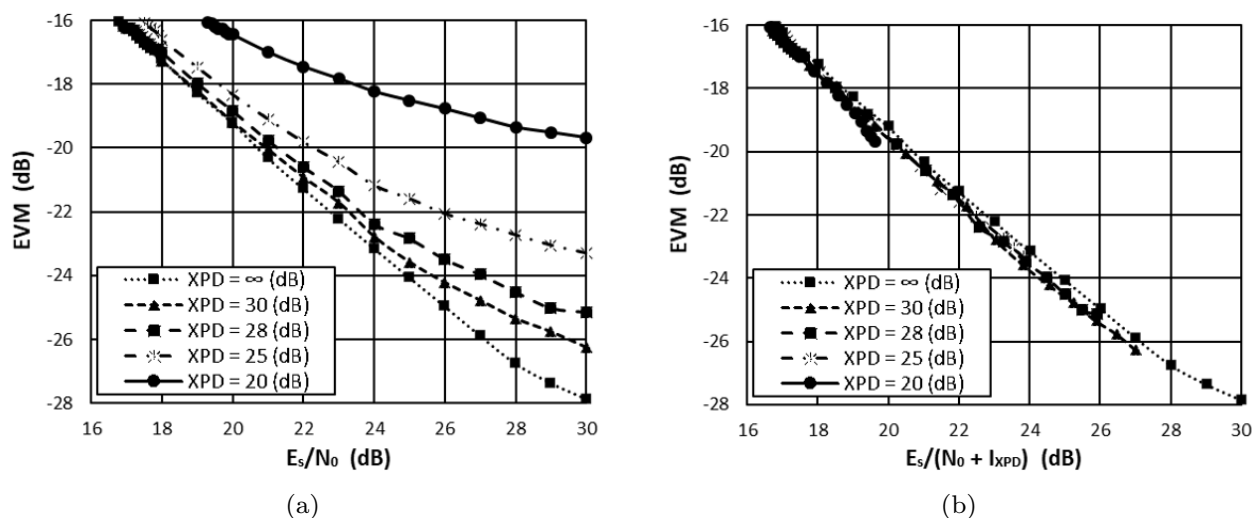 -16
-18
-20
-22
-24
-26
-28
EVM (dB)
XPD = ∞ (dB)
XPD = 30 (dB)
XPD = 28 (dB)
XPD = 25 (dB)
XPD = 20 (dB)
16 18 20 22 24 26 28 30
Es/N0 (dB)
(a)
-16
-18
-20
-22
-24
-26
-28
EVM (dB)
XPD = ∞ (dB)
XPD = 30 (dB)
XPD = 28 (dB)
XPD = 25 (dB)
XPD = 20 (dB)
16 18 20 22 24 26 28 30
Es/(N0 + IXPD) (dB)
(b)